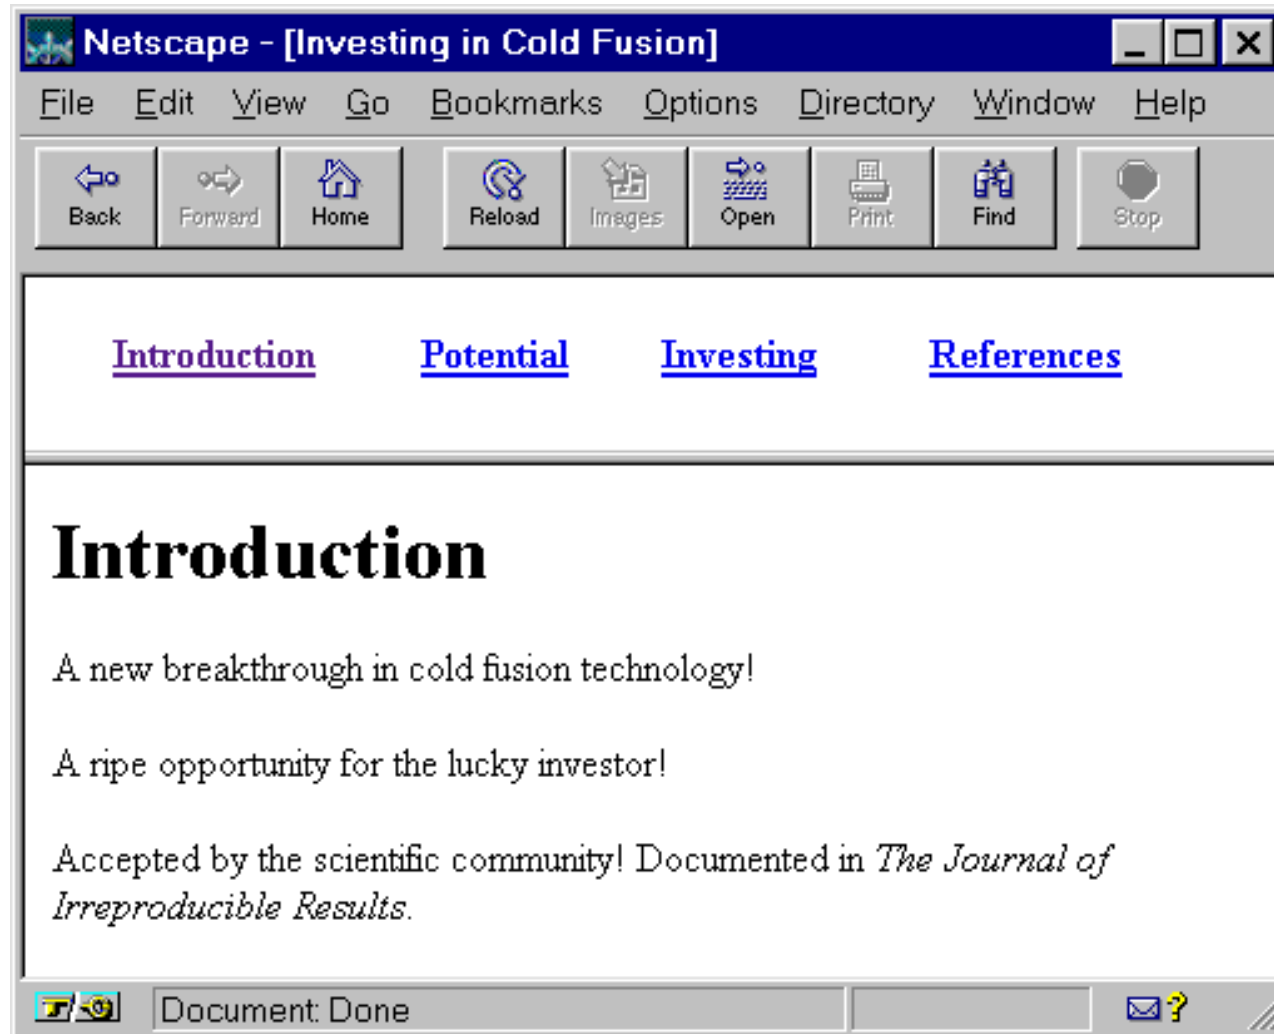 Netscape - [Investing in Cold Fusion]
File Edit View Go Bookmarks Options Directory Window Help
Back Forward Home Reload Images Open Print Find Stop
Introduction Potential Investing References
Introduction
A new breakthrough in cold fusion technology!
A ripe opportunity for the lucky investor!
Accepted by the scientific community! Documented in The Journal of
Irreproducible Results.
Document: Done
?